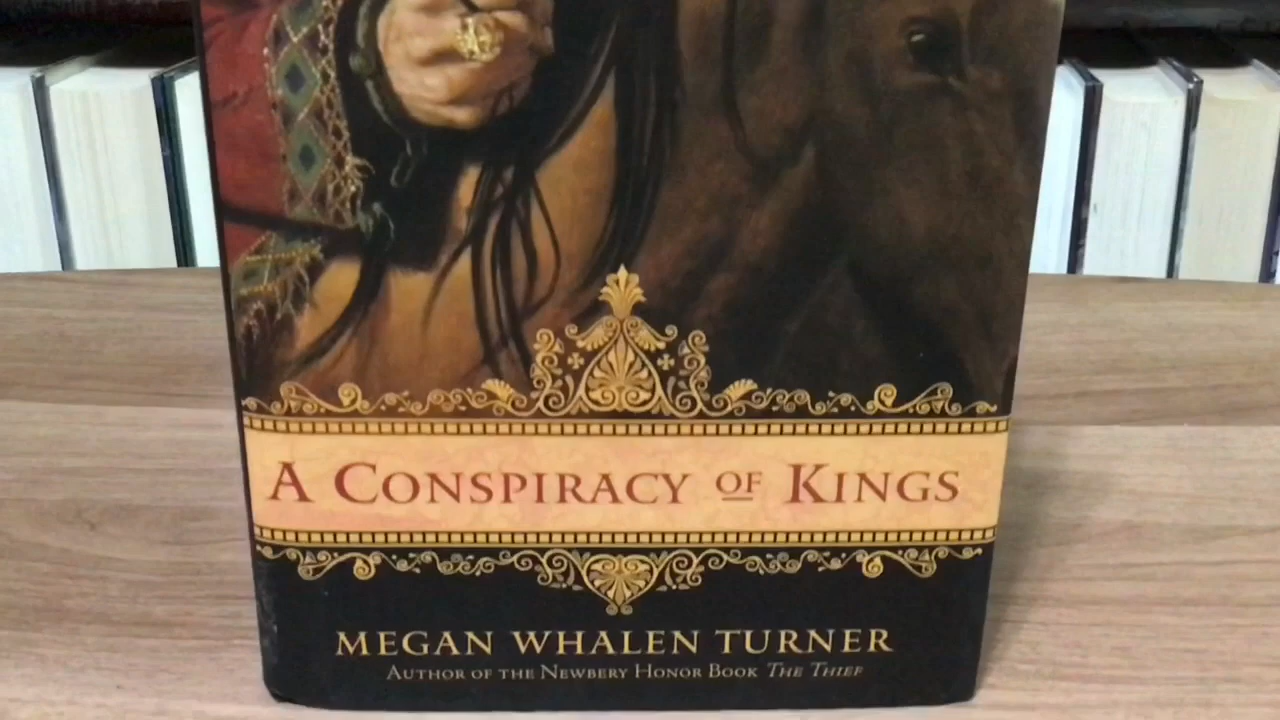 A Conspiracy of Kings
Megan Whalen Turner
Author of the Newbery Honor Book The Thief